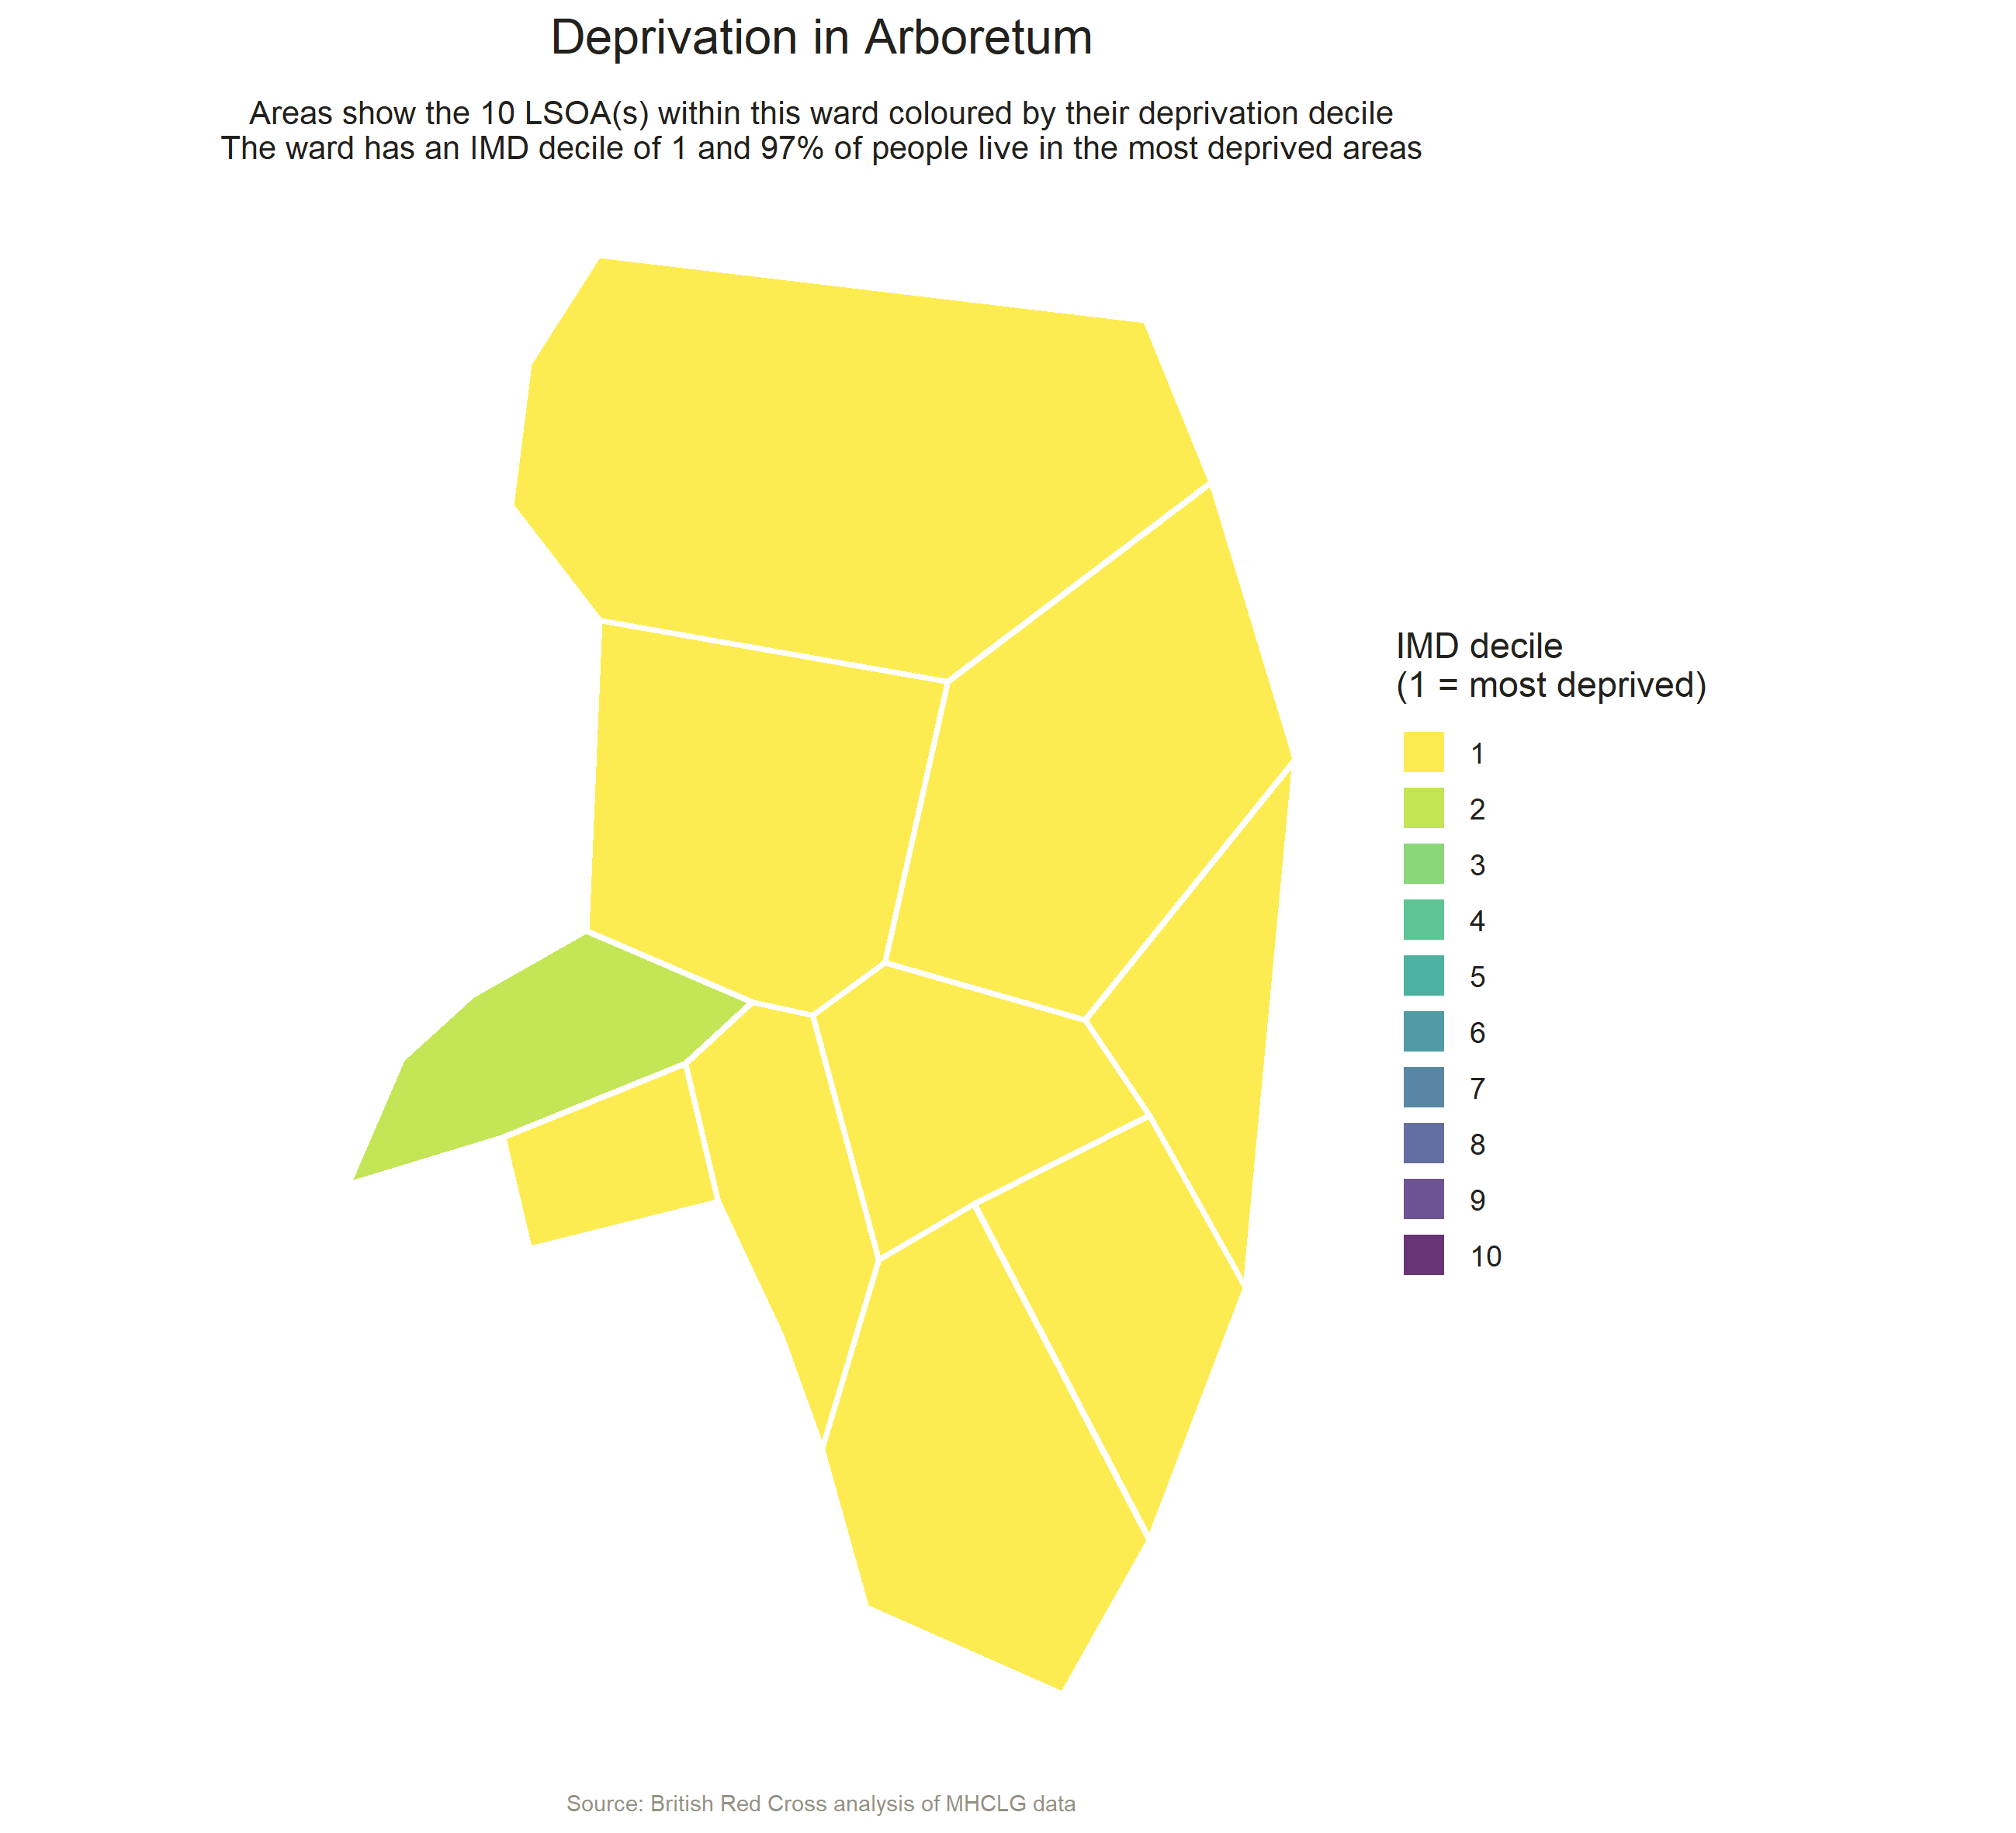 Deprivation in Arboretum
Areas show the 10 LSOA(s) within this ward coloured by their deprivation decile
The ward has an IMD decile of 1 and 97% of people live in the most deprived areas
IMD decile
(1 = most deprived)
1
2
3
4
5
6
7
8
9
10
Source: British Red Cross analysis of MHCLG data